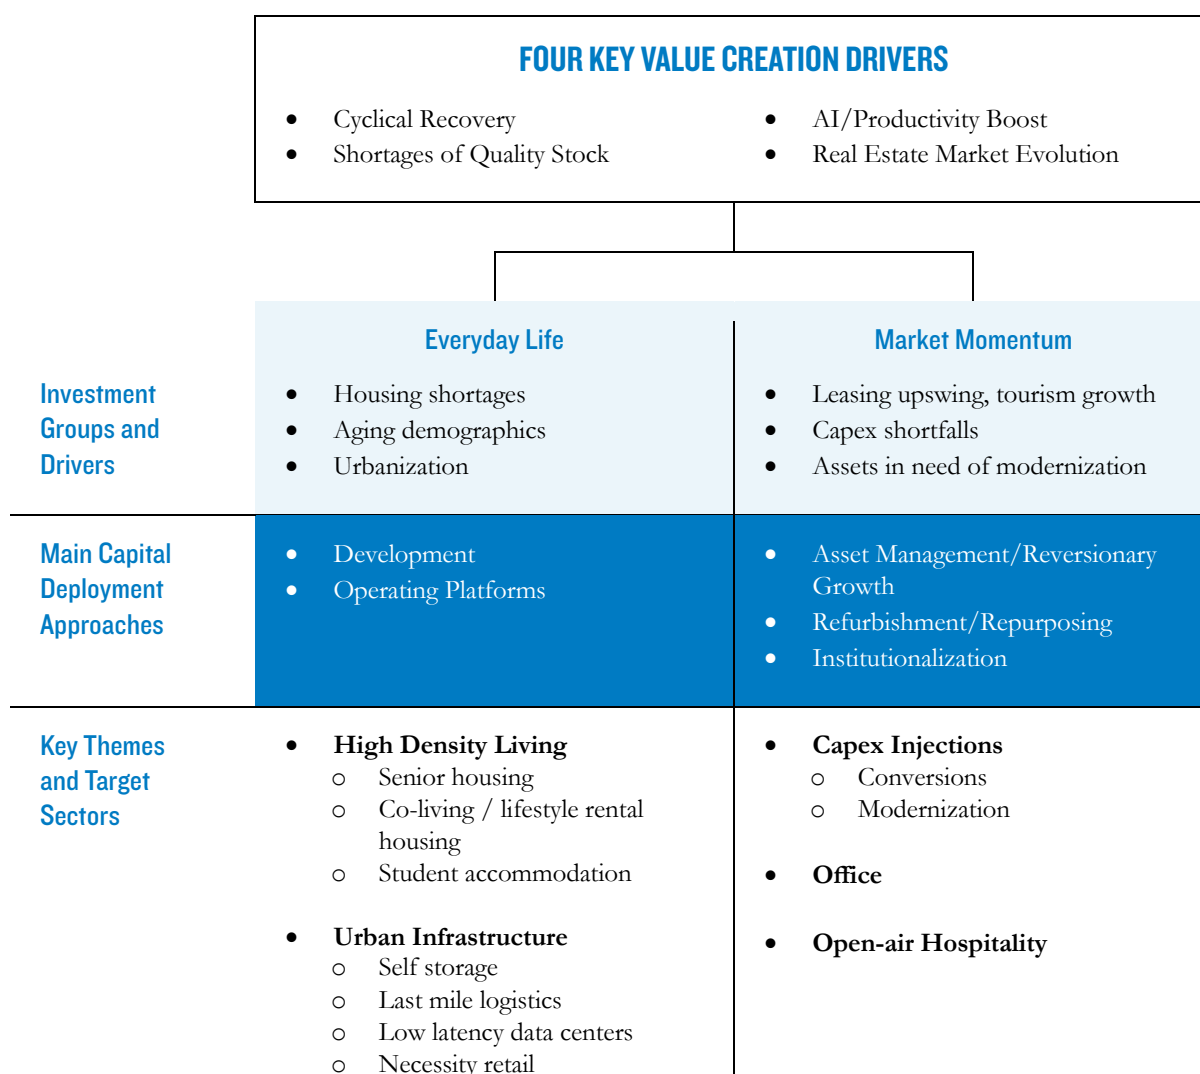 FOUR KEY VALUE CREATION DRIVERS
• Cyclical Recovery
• Shortages of Quality Stock
• AI/Productivity Boost
• Real Estate Market Evolution
Everyday Life
Market Momentum
Investment
Groups and
Drivers
• Housing shortages
• Aging demographics
• Urbanization
• Leasing upswing, tourism growth
• Capex shortfalls
• Assets in need of modernization
Main Capital
Deployment
Approaches
• Development
• Operating Platforms
• Asset Management/Reversionary
Growth
• Refurbishment/Repurposing
• Institutionalization
Key Themes
and Target
Sectors
• High Density Living
o Senior housing
o Co-living / lifestyle rental
housing
o Student accommodation
• Urban Infrastructure
o Self storage
o Last mile logistics
o Low latency data centers
o Necessity retail
• Capex Injections
o Conversions
o Modernization
• Office
• Open-air Hospitality